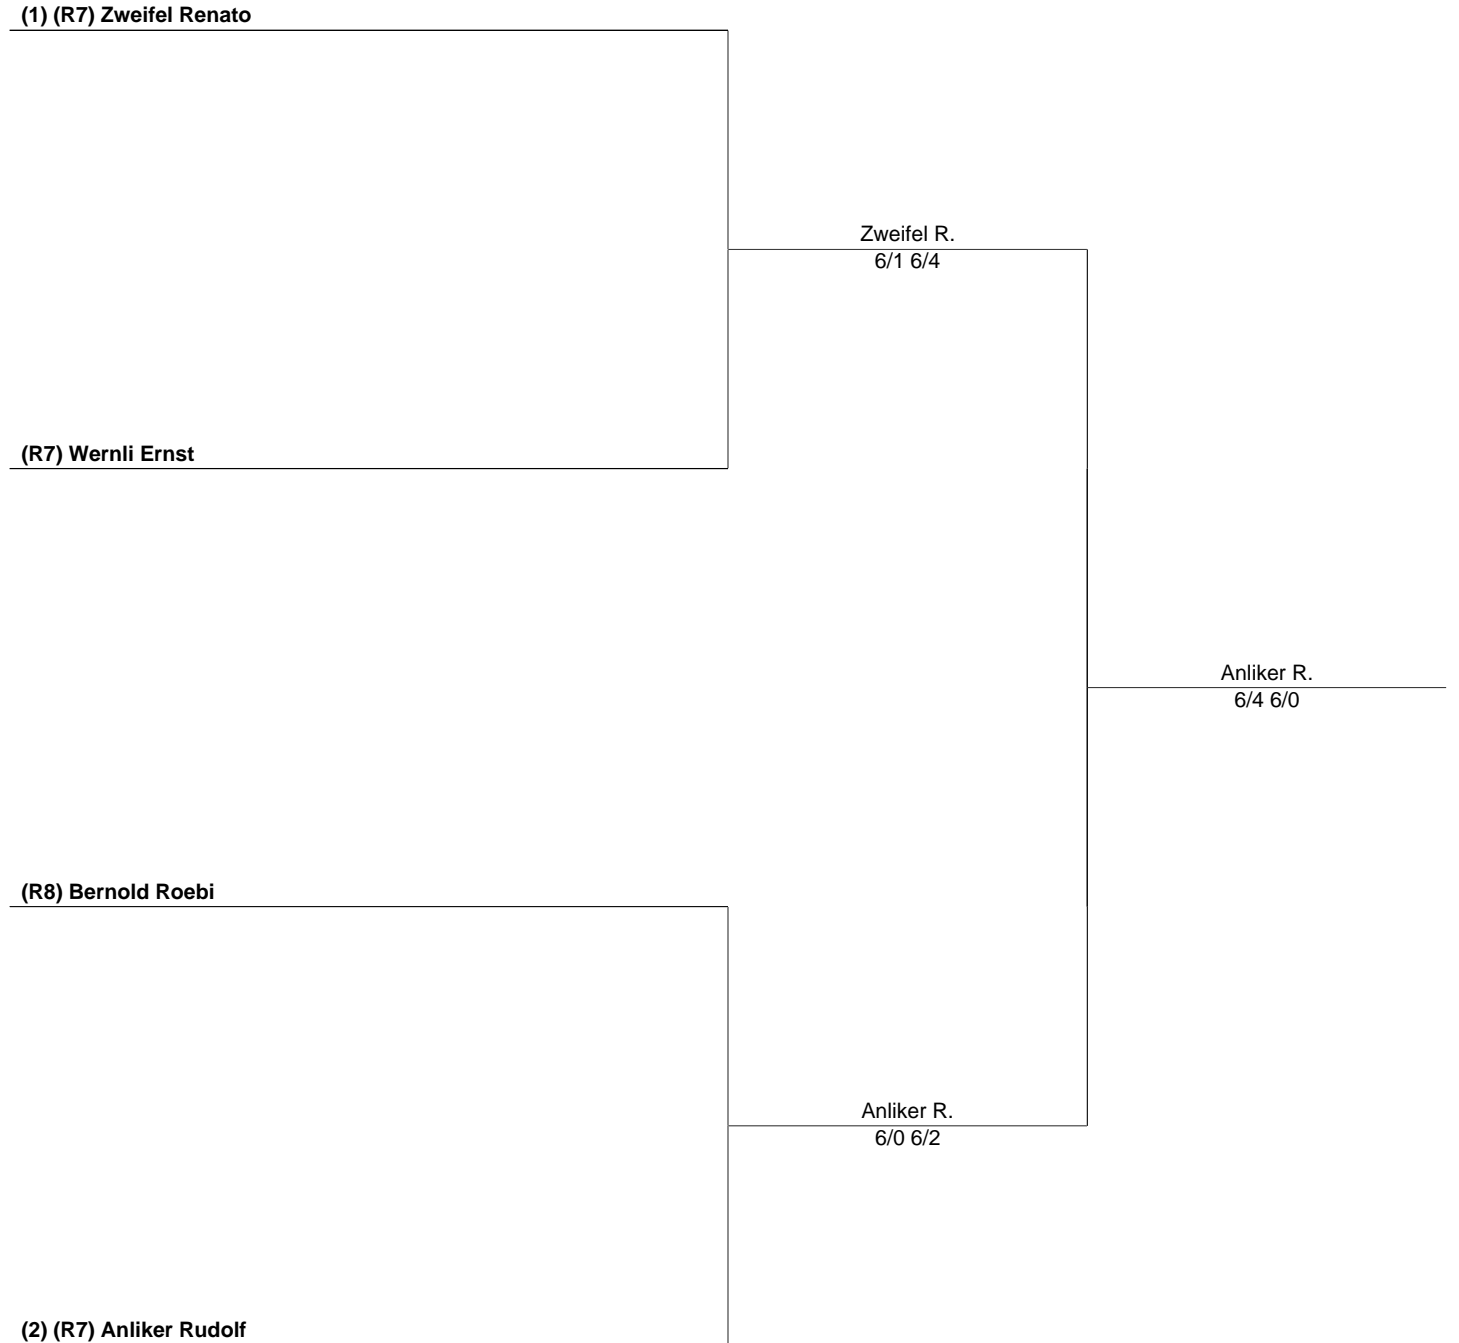 (1) (R7) Zweifel Renato
Zweifel R.
6/1 6/4
(R7) Wernli Ernst
Anliker R.
6/4 6/0
(R8) Bernold Roebi
Anliker R.
6/0 6/2
(2) (R7) Anliker Rudolf